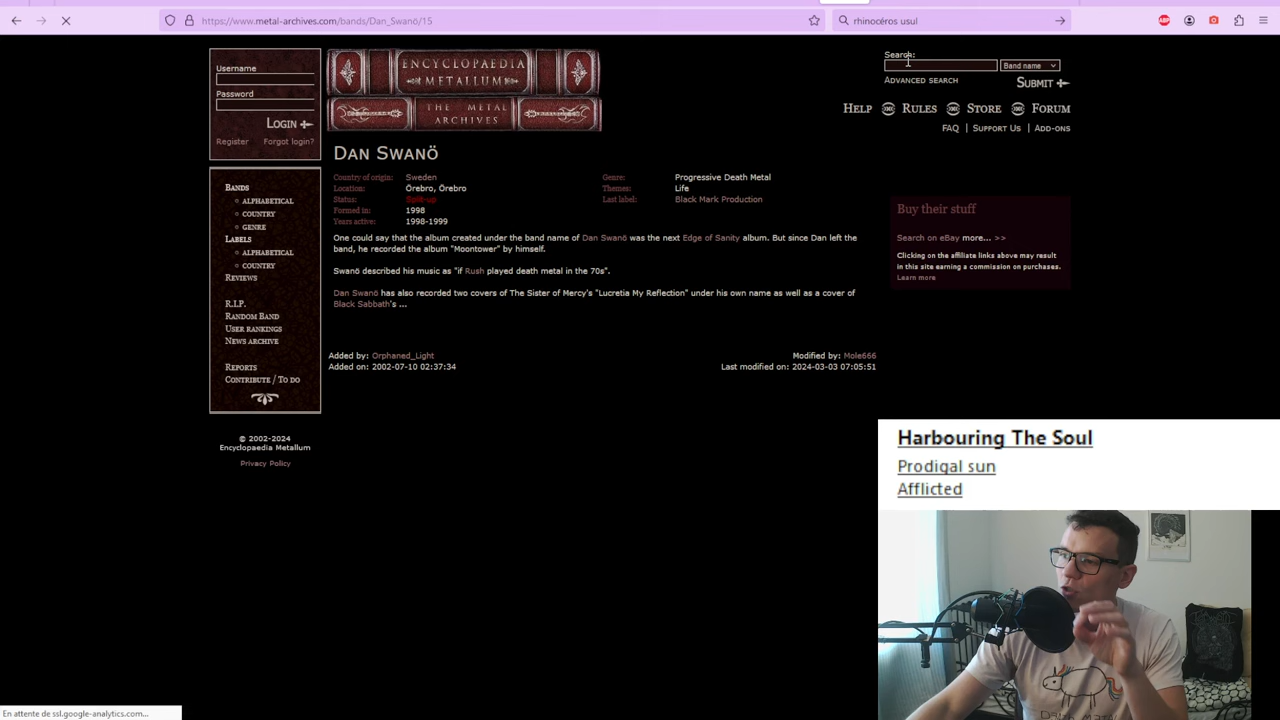 https://www.metal-archives.com/bands/Dan_Swanö/15
rhinocéros usul
ABP
Username
Password
Login
Register Forgot login?
ENCYCLOPAEDIA
METALLUM
THE METAL
ARCHIVES
Search:
Band name
Advanced search
Submit
Help Rules Store Forum
FAQ | Support Us | Add-ons
Bands
alphabetical
country
genre
Labels
alphabetical
country
Reviews
R.I.P.
Random Band
User rankings
News archive
Reports
Contribute / To do
© 2002-2024
Encyclopaedia Metallum
Privacy Policy
Dan Swanö
Country of origin: Sweden
Location: Örebro, Örebro
Status: Split-up
Formed in: 1998
Years active: 1998-1999
Genre: Progressive Death Metal
Themes: Life
Last label: Black Mark Production
One could say that the album created under the band name of Dan Swanö was the next Edge of Sanity album. But since Dan left the
band, he recorded the album "Moontower" by himself.
Swanö described his music as "if Rush played death metal in the 70s".
Dan Swanö has also recorded two covers of The Sister of Mercy's "Lucretia My Reflection" under his own name as well as a cover of
Black Sabbath's ...
Added by: Orphaned_Light
Added on: 2002-07-10 02:37:34
Modified by: Mole666
Last modified on: 2024-03-03 07:05:51
Buy their stuff
Search on eBay more... >>
Clicking on the affiliate links above may result
in this site earning a commission on purchases.
Learn more
Harbouring The Soul
Prodigal sun
Afflicted
En attente de ssl.google-analytics.com...